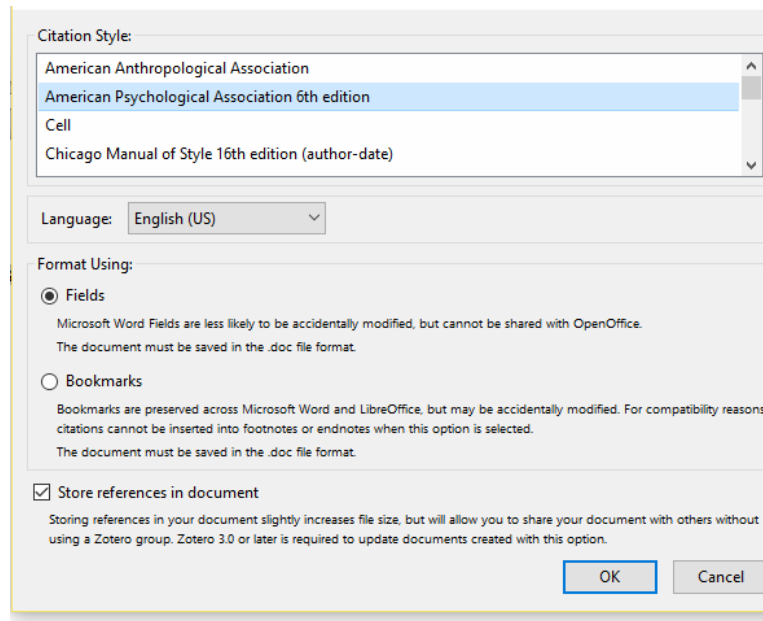 Citation Style:
American Anthropological Association
American Psychological Association 6th edition
Cell
Chicago Manual of Style 16th edition (author-date)
Language: English (US)
Format Using:
Fields
Microsoft Word Fields are less likely to be accidentally modified, but cannot be shared with OpenOffice.
The document must be saved in the .doc file format.
Bookmarks
Bookmarks are preserved across Microsoft Word and LibreOffice, but may be accidentally modified. For compatibility reasons
citations cannot be inserted into footnotes or endnotes when this option is selected.
The document must be saved in the .doc file format.
Store references in document
Storing references in your document slightly increases file size, but will allow you to share your document with others without
using a Zotero group. Zotero 3.0 or later is required to update documents created with this option.
OK Cancel